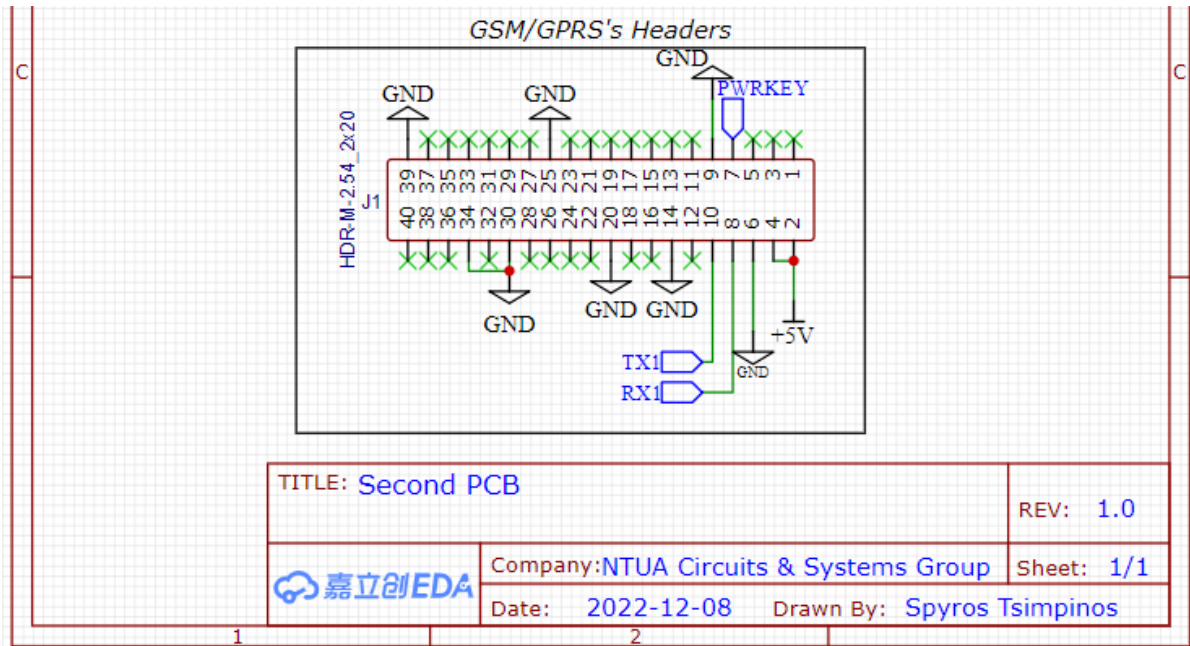 GSM/GPRS's Headers
C
C
GND
GND
GND
PWRKEY
HDR-M-2.54_2x20
J1
39 37 35 33 31 29 27 25 23 21 19 17 15 13 11 9 7 5 3 1
40 38 36 34 32 30 28 26 24 22 20 18 16 14 12 10 8 6 4 2
GND
GND
GND
+5V
TX1
GND
RX1
TITLE: Second PCB
REV: 1.0
嘉立创EDA
Company:NTUA Circuits & Systems Group
Sheet: 1/1
Date: 2022-12-08
Drawn By: Spyros Tsimpinos
1
2